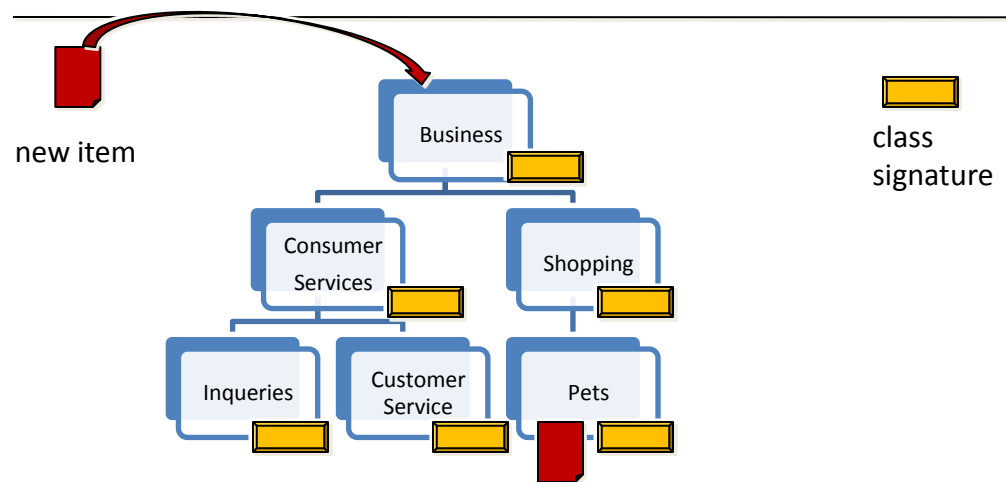 new item
Business
class
signature
Consumer
Services
Shopping
Inqueries
Customer
Service
Pets